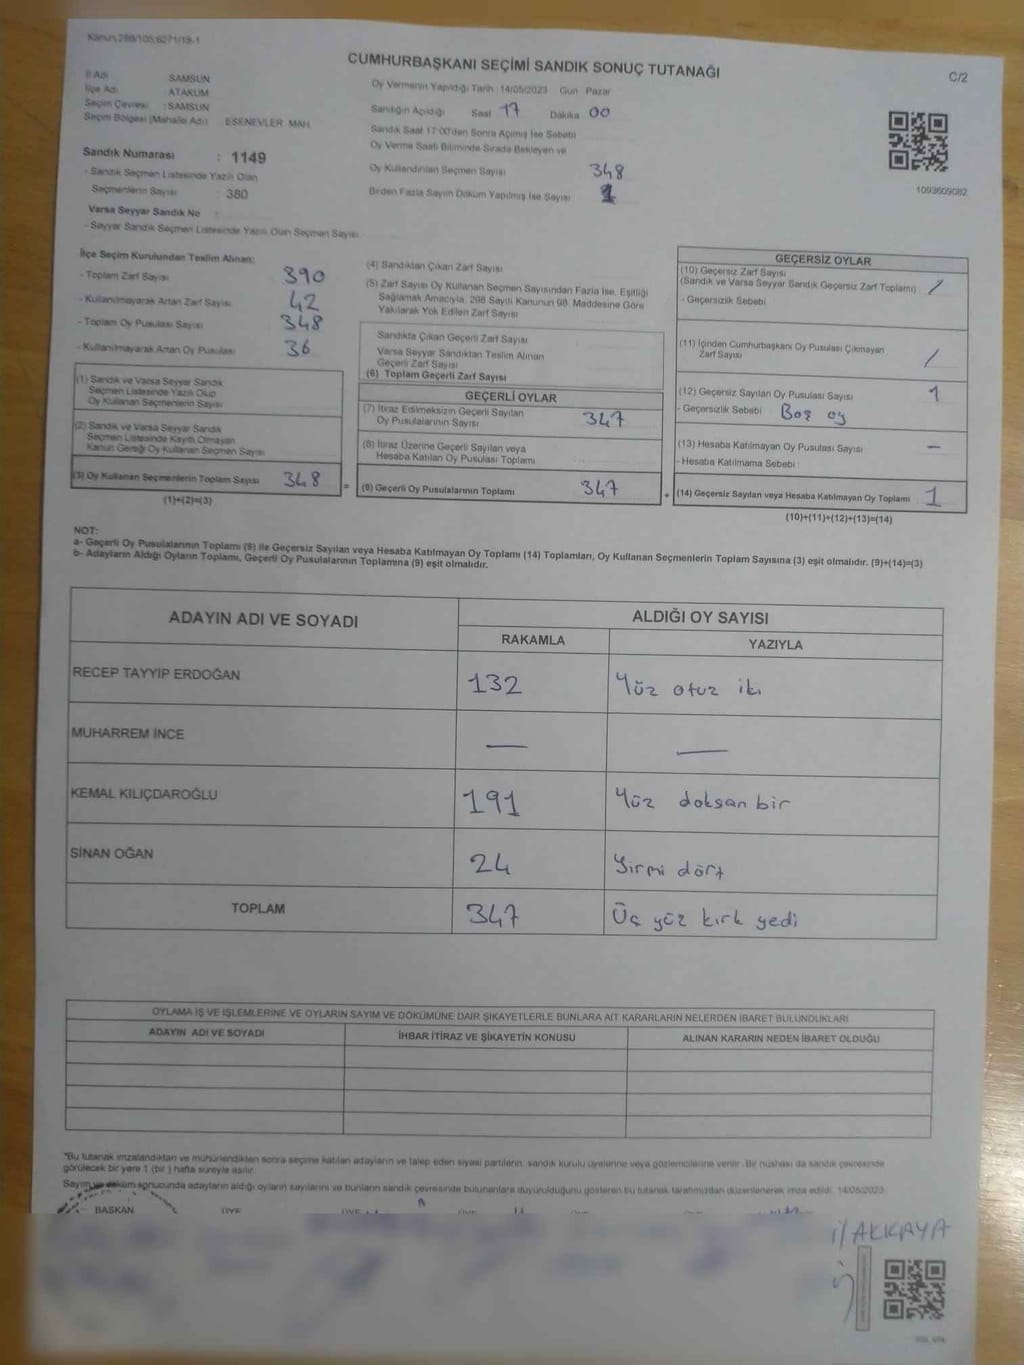 Kanun 298/105,6271/19-1
CUMHURBAŞKANI SEÇİMİ SANDIK SONUÇ TUTANAĞI
C/2
İl Adı SAMSUN
İlçe Adı ATAKUM
Seçim Çevresi : SAMSUN
Seçim Bölgesi (Mahalle Adı) ESENEVLER MAH.
Sandık Numarası : 1149
- Sandık Seçmen Listesinde Yazılı Olan
Seçmenlerin Sayısı : 380
Varsa Seyyar Sandık No :
- Seyyar Sandık Seçmen Listesinde Yazılı Olan Seçmen Sayısı
Oy Vermenin Yapıldığı Tarih :14/05/2023 Gün Pazar
Sandığın Açıldığı Saat 17 Dakika 00
Sandık Saat 17:00'den Sonra Açılmış İse Sebebi
Oy Verme Saati Bitiminde Sırada Bekleyen ve
Oy Kullandırılan Seçmen Sayısı 348
Birden Fazla Sayım Döküm Yapılmış İse Sayısı 1
1093609082
İlçe Seçim Kurulundan Teslim Alınan:
- Toplam Zarf Sayısı 390
- Kullanılmayarak Artan Zarf Sayısı 42
- Toplam Oy Pusulası Sayısı 348
- Kullanılmayarak Artan Oy Pusulası 36
(1) Sandık ve Varsa Seyyar Sandık
Seçmen Listesinde Yazılı Olup
Oy Kullanan Seçmenlerin Sayısı
(2) Sandık ve Varsa Seyyar Sandık
Seçmen Listesinde Kayıtlı Olmayan
Kanun Gereği Oy Kullanan Seçmen Sayısı
(3) Oy Kullanan Seçmenlerin Toplam Sayısı 348
(1)+(2)=(3)
(4) Sandıktan Çıkan Zarf Sayısı
(5) Zarf Sayısı Oy Kullanan Seçmen Sayısından Fazla İse, Eşitliği
Sağlamak Amacıyla, 298 Sayılı Kanunun 98. Maddesine Göre
Yakılarak Yok Edilen Zarf Sayısı
Sandıkta Çıkan Geçerli Zarf Sayısı
Varsa Seyyar Sandıktan Teslim Alınan
Geçerli Zarf Sayısı
(6) Toplam Geçerli Zarf Sayısı
GEÇERLİ OYLAR
(7) İtiraz Edilmeksizin Geçerli Sayılan
Oy Pusulalarının Sayısı 347
(8) İtiraz Üzerine Geçerli Sayılan veya
Hesaba Katılan Oy Pusulası Toplamı
= (9) Geçerli Oy Pusulalarının Toplamı 347
GEÇERSİZ OYLAR
(10) Geçersiz Zarf Sayısı
(Sandık ve Varsa Seyyar Sandık Geçersiz Zarf Toplamı) /
- Geçersizlik Sebebi
(11) İçinden Cumhurbaşkanı Oy Pusulası Çıkmayan
Zarf Sayısı /
(12) Geçersiz Sayılan Oy Pusulası Sayısı 1
- Geçersizlik Sebebi Boş oy
(13) Hesaba Katılmayan Oy Pusulası Sayısı —
- Hesaba Katılmama Sebebi
+ (14) Geçersiz Sayılan veya Hesaba Katılmayan Oy Toplamı 1
(10)+(11)+(12)+(13)=(14)
NOT:
a- Geçerli Oy Pusulalarının Toplamı (9) ile Geçersiz Sayılan veya Hesaba Katılmayan Oy Toplamı (14) Toplamları, Oy Kullanan Seçmenlerin Toplam Sayısına (3) eşit olmalıdır. (9)+(14)=(3)
b- Adayların Aldığı Oyların Toplamı, Geçerli Oy Pusulalarının Toplamına (9) eşit olmalıdır.
ADAYIN ADI VE SOYADI
ALDIĞI OY SAYISI
RAKAMLA YAZIYLA
RECEP TAYYİP ERDOĞAN 132 Yüz otuz iki
MUHARREM İNCE — —
KEMAL KILIÇDAROĞLU 191 Yüz doksan bir
SİNAN OĞAN 24 Yirmi dört
TOPLAM 347 Üç yüz kırk yedi
OYLAMA İŞ VE İŞLEMLERİNE VE OYLARIN SAYIM VE DÖKÜMÜNE DAİR ŞİKAYETLERLE BUNLARA AİT KARARLARIN NELERDEN İBARET BULUNDUKLARI
ADAYIN ADI VE SOYADI İHBAR İTİRAZ VE ŞİKAYETİN KONUSU ALINAN KARARIN NEDEN İBARET OLDUĞU
*Bu tutanak imzalandıktan ve mühürlendikten sonra seçime katılan adayların ve talep eden siyasi partilerin, sandık kurulu üyelerine veya gözlemcilerine verilir. Bir nüshası da sandık çevresinde
görülecek bir yere 1 (bir) hafta süreyle asılır.
Sayım ve döküm sonucunda adayların aldığı oyların sayılarını ve bunların sandık çevresinde bulunanlara duyurulduğunu gösteren bu tutanak tarafımızdan düzenlenerek imza edildi. 14/05/2023
BAŞKAN ÜYE ÜYE
AKKAYA